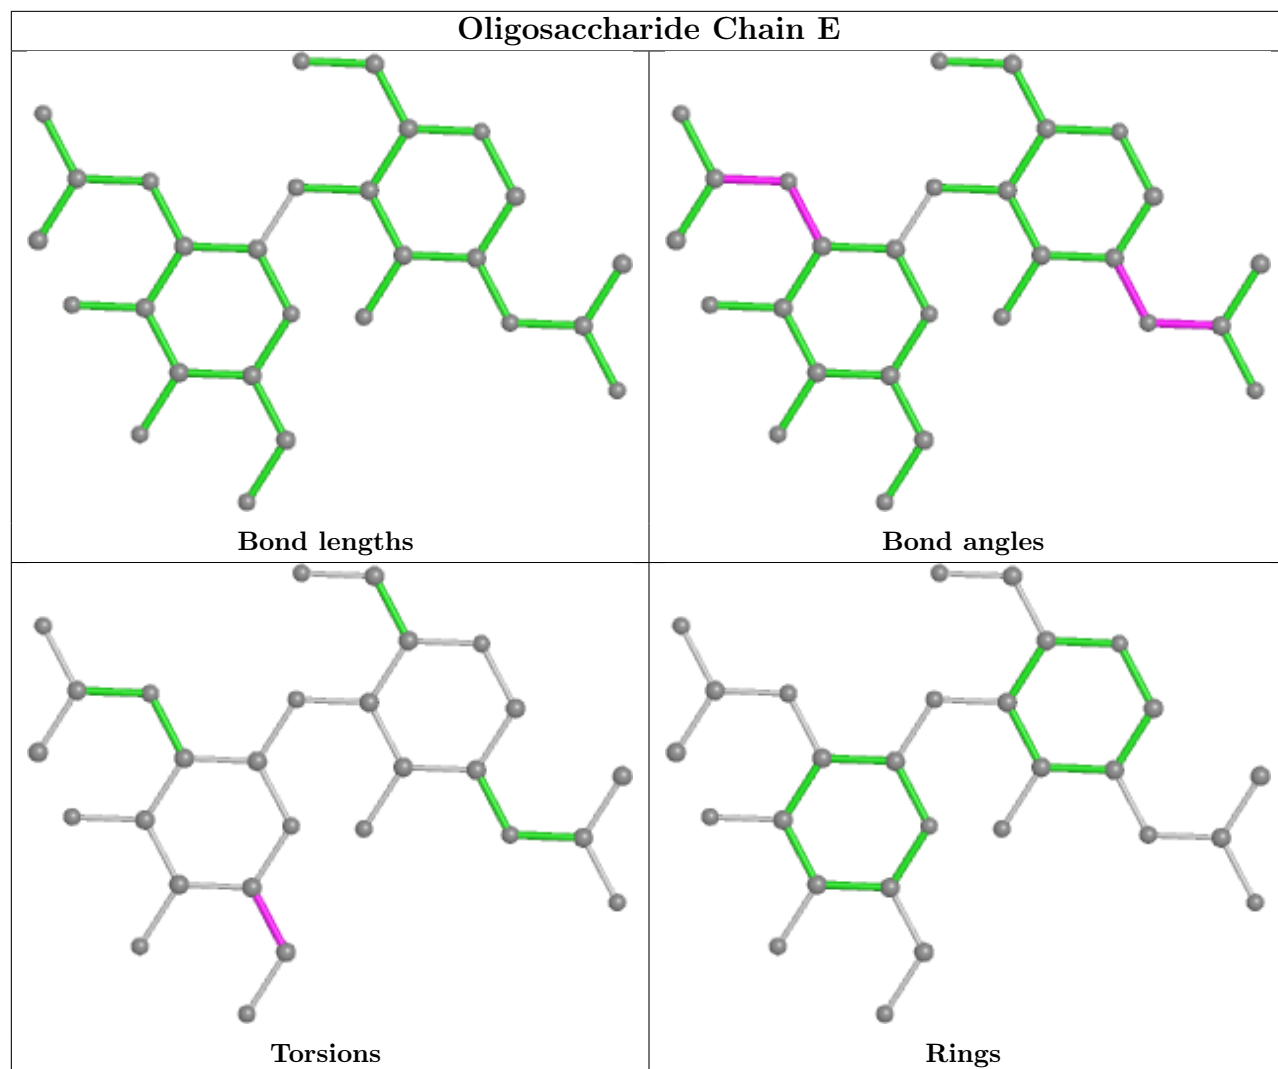 Oligosaccharide Chain E
Bond lengths
Bond angles
Torsions
Rings